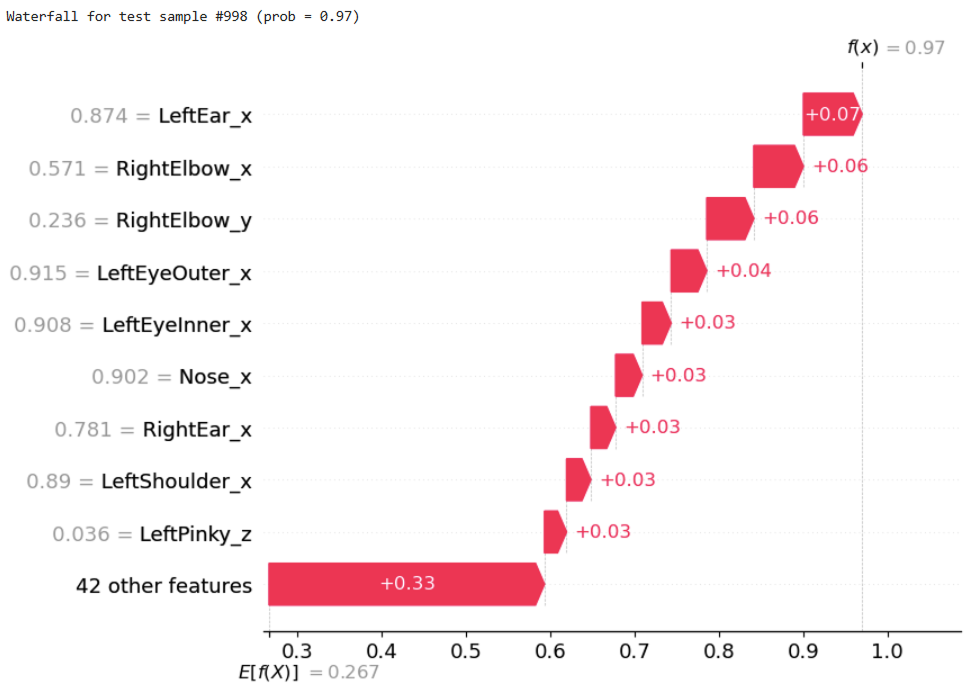 Waterfall for test sample #998 (prob = 0.97)
f(x) = 0.97
0.874 = LeftEar_x +0.07
0.571 = RightElbow_x +0.06
0.236 = RightElbow_y +0.06
0.915 = LeftEyeOuter_x +0.04
0.908 = LeftEyeInner_x +0.03
0.902 = Nose_x +0.03
0.781 = RightEar_x +0.03
0.89 = LeftShoulder_x +0.03
0.036 = LeftPinky_z +0.03
42 other features +0.33
0.3 0.4 0.5 0.6 0.7 0.8 0.9 1.0
E[f(X)] = 0.267